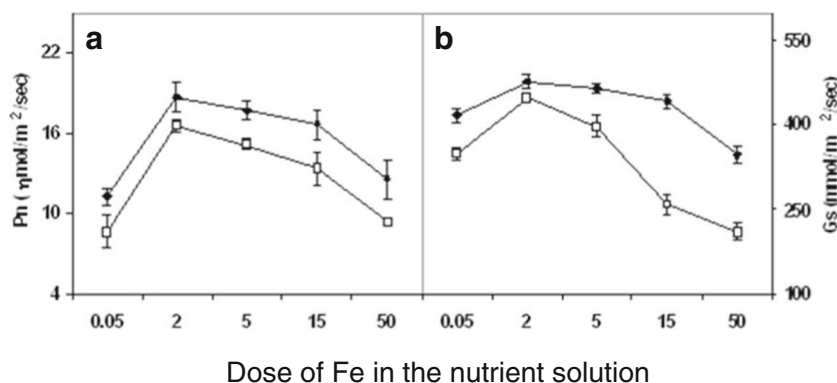 a
b
22
16
10
4
Pn ( ηmol/m²/sec)
550
400
250
100
Gs (nmol/m²/sec)
0.05 2 5 15 50
0.05 2 5 15 50
Dose of Fe in the nutrient solution